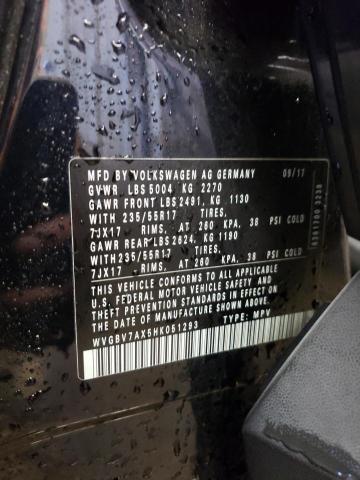 MFD BY VOLKSWAGEN AG GERMANY 09/17
GVWR LBS 5004 KG 2270
GAWR FRONT LBS 2491, KG 1130
WITH 235/55R17 TIRES,
7JX17 RIMS, AT 260 KPA, 38 PSI COLD
GAWR REAR LBS 2624, KG 1190
WITH 235/55R17 TIRES,
7JX17 RIMS, AT 260 KPA, 38 PSI COLD
THIS VEHICLE CONFORMS TO ALL APPLICABLE
U.S. FEDERAL MOTOR VEHICLE SAFETY AND
THEFT PREVENTION STANDARDS IN EFFECT ON
THE DATE OF MANUFACTURE SHOWN ABOVE.
WVGBV7AX5HK051293 TYPE: MPV